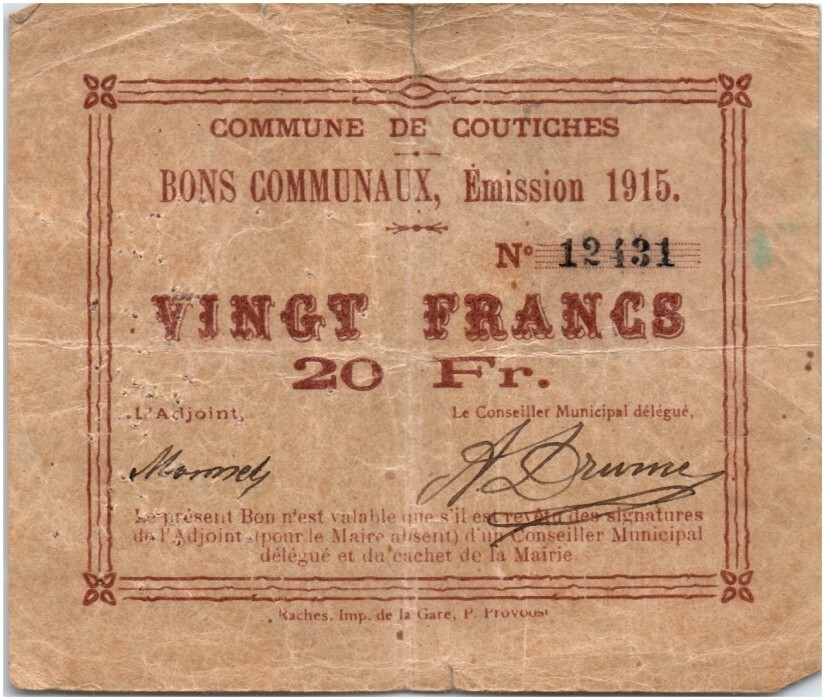 COMMUNE DE COUTICHES
BONS COMMUNAUX, Émission 1915.
N° 12431
VINGT FRANCS
20 Fr.
L'Adjoint, Le Conseiller Municipal délégué,
A. Drume
Le présent Bon n'est valable que s'il est revêtu des signatures
de l'Adjoint (pour le Maire absent) d'un Conseiller Municipal
délégué et du cachet de la Mairie.
Raches, Imp. de la Gare, P. Provoost